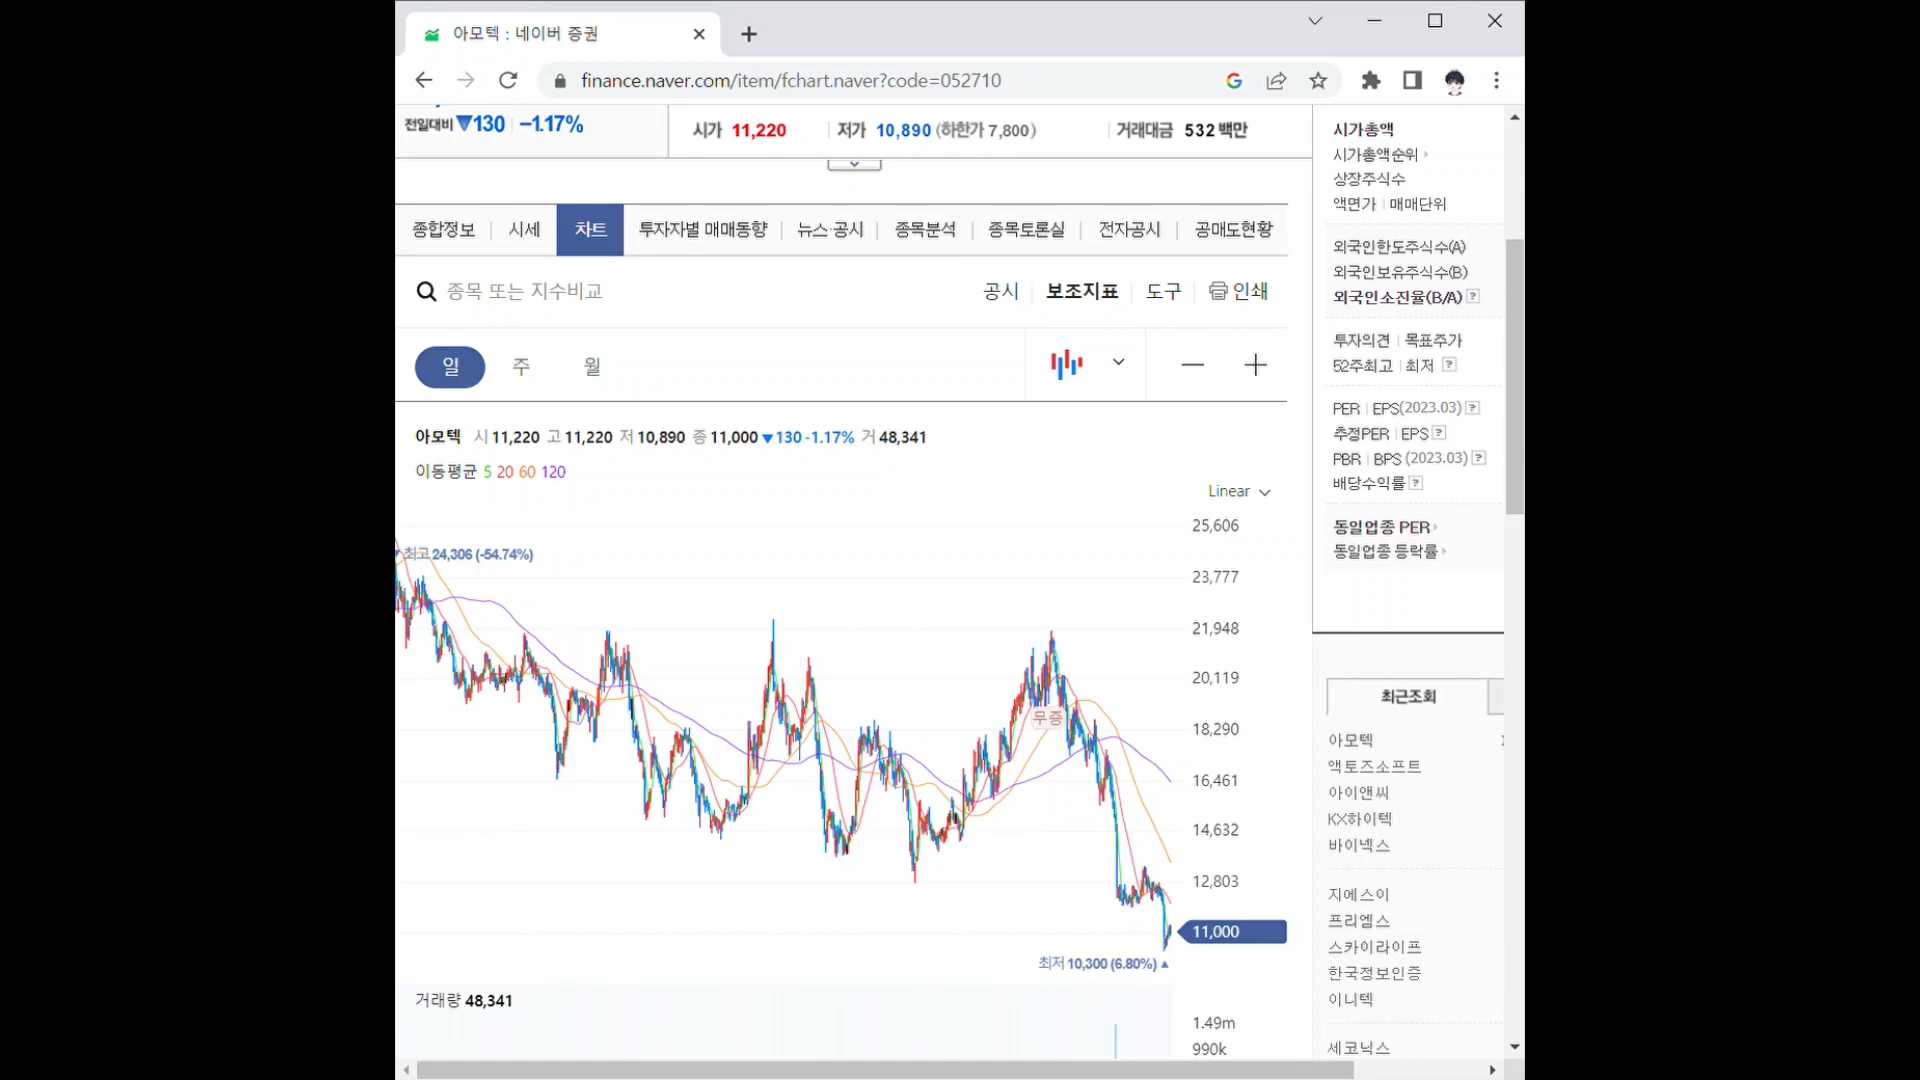 아모텍 : 네이버 증권
finance.naver.com/item/fchart.naver?code=052710
전일대비 ▼130 | −1.17%
시가 11,220 | 저가 10,890 (하한가 7,800) | 거래대금 532 백만
종합정보 | 시세 차트 투자자별 매매동향 | 뉴스·공시 | 종목분석 | 종목토론실 | 전자공시 | 공매도현황
종목 또는 지수비교
공시 | 보조지표 | 도구 | 인쇄
일 주 월
아모텍 시 11,220 고 11,220 저 10,890 종 11,000 ▼130 -1.17% 거 48,341
이동평균 5 20 60 120
Linear
25,606
최고 24,306 (-54.74%)
23,777
21,948
20,119
무증
18,290
16,461
14,632
12,803
11,000
최저 10,300 (6.80%) ▲
거래량 48,341
1.49m
990k
시가총액
시가총액순위
상장주식수
액면가 | 매매단위
외국인한도주식수(A)
외국인보유주식수(B)
외국인소진율(B/A) ?
투자의견 | 목표주가
52주최고 | 최저 ?
PER | EPS(2023.03) ?
추정PER | EPS ?
PBR | BPS (2023.03) ?
배당수익률 ?
동일업종 PER
동일업종 등락률
최근조회
아모텍
액토즈소프트
아이앤씨
KX하이텍
바이넥스
지에스이
프리엠스
스카이라이프
한국정보인증
이니텍
세코닉스